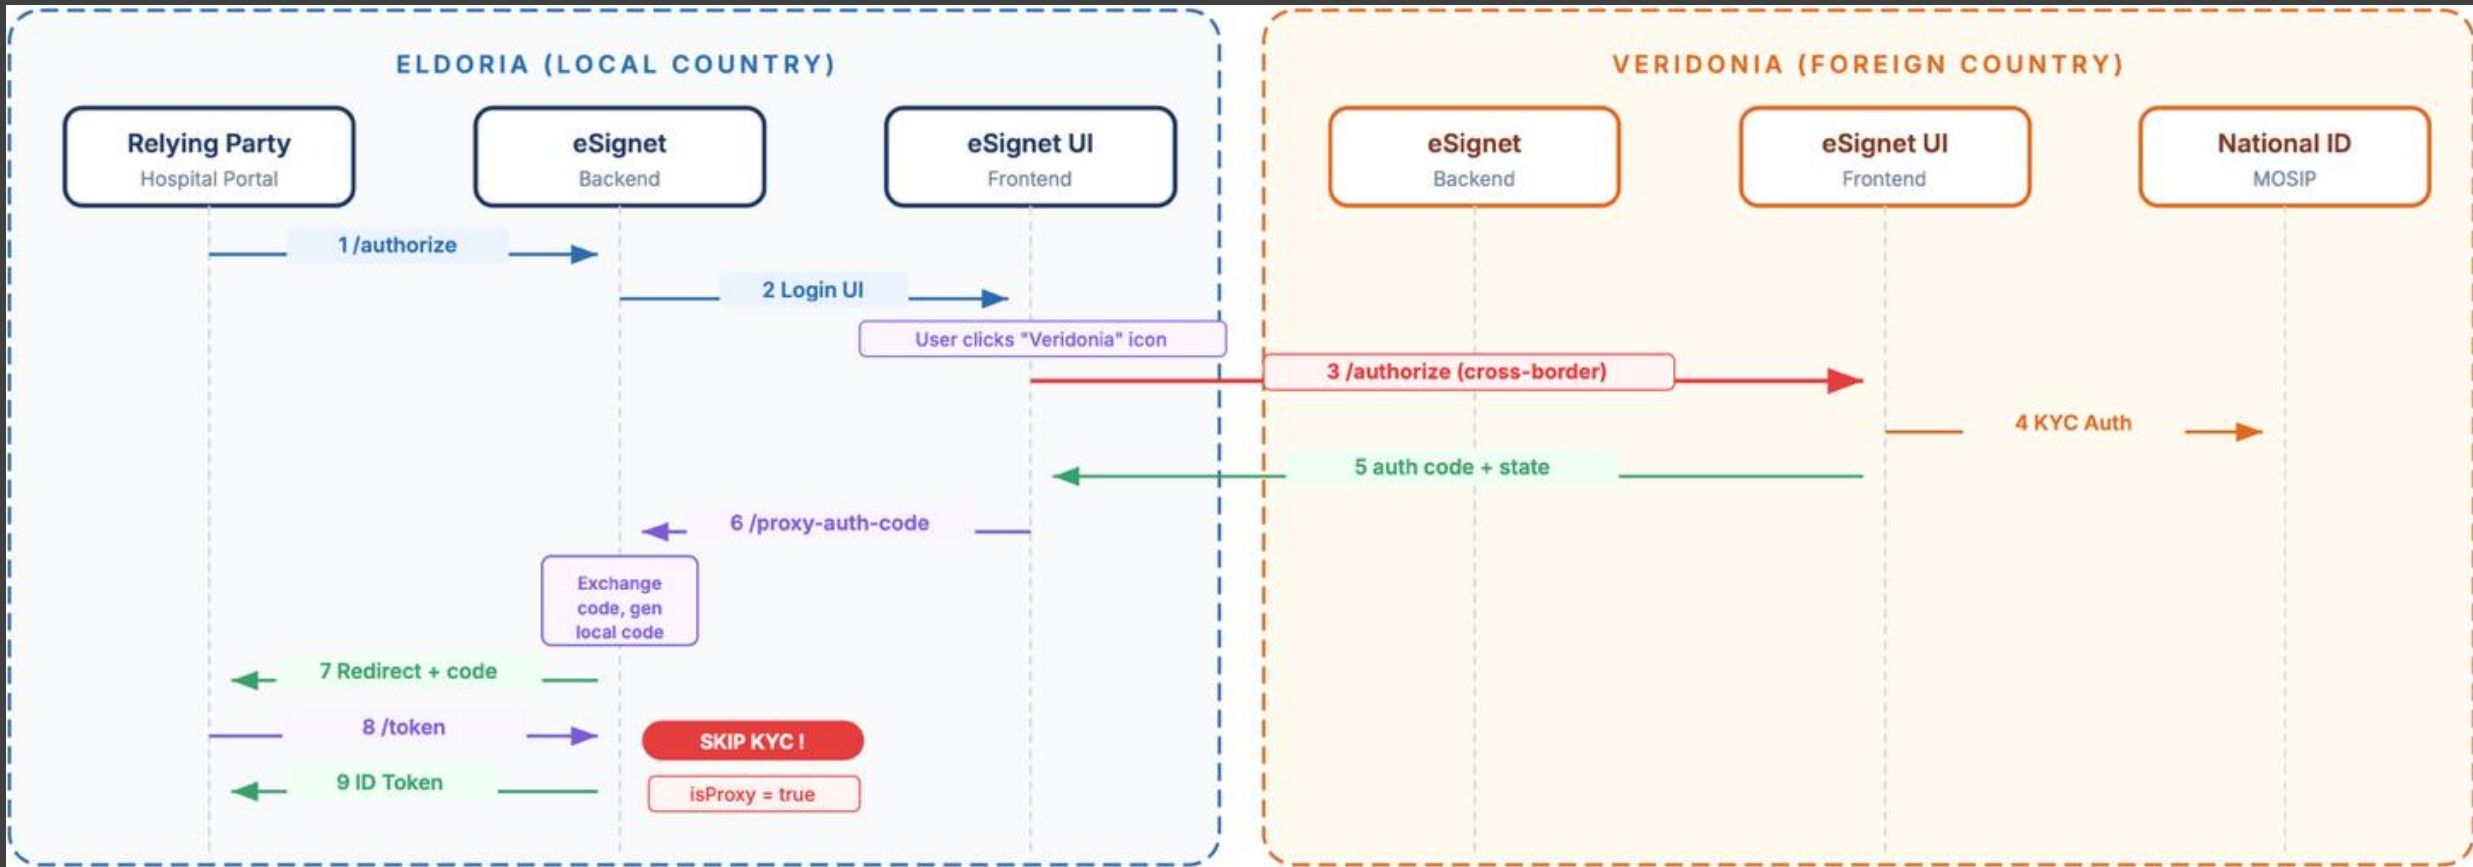 ELDORIA (LOCAL COUNTRY)
VERIDONIA (FOREIGN COUNTRY)
Relying Party
Hospital Portal
eSignet
Backend
eSignet UI
Frontend
eSignet
Backend
eSignet UI
Frontend
National ID
MOSIP
1 /authorize
2 Login UI
User clicks "Veridonia" icon
3 /authorize (cross-border)
4 KYC Auth
5 auth code + state
6 /proxy-auth-code
Exchange
code, gen
local code
7 Redirect + code
8 /token
SKIP KYC !
9 ID Token
isProxy = true